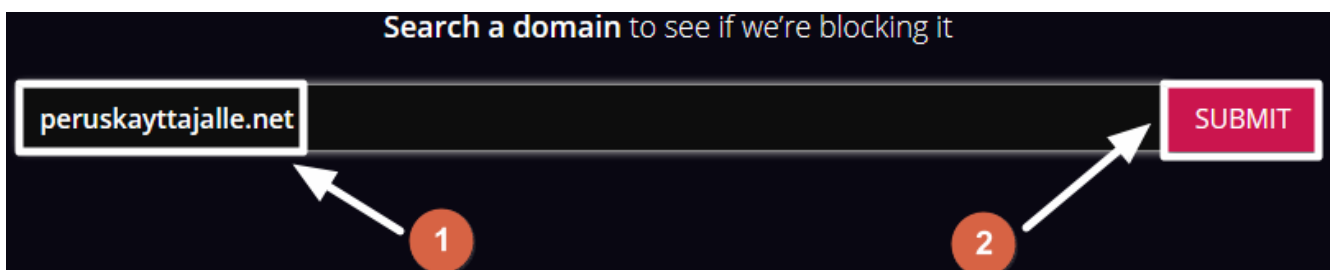 Search a domain to see if we’re blocking it
peruskayttajalle.net SUBMIT
1 2